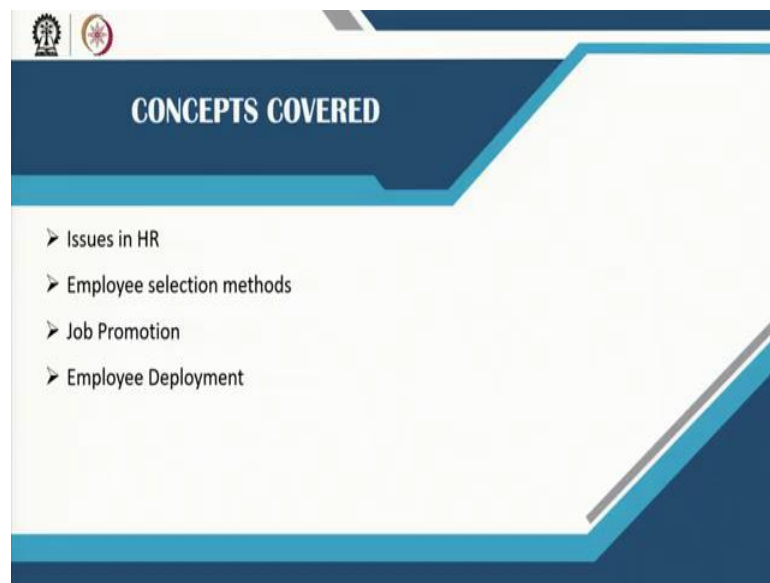 CONCEPTS COVERED
➢ Issues in HR
➢ Employee selection methods
➢ Job Promotion
➢ Employee Deployment